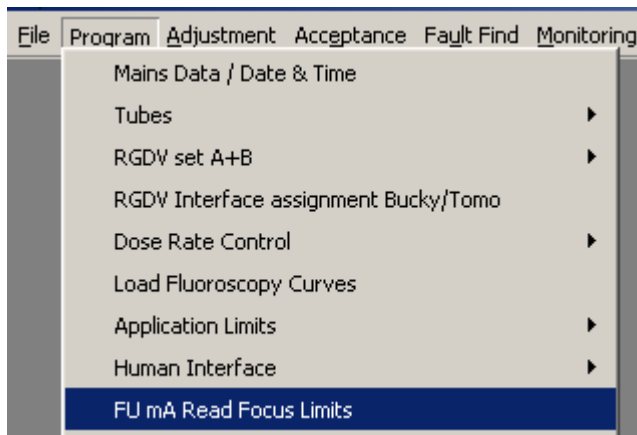 File Program Adjustment Acceptance Fault Find Monitoring
Mains Data / Date & Time
Tubes
RGDV set A+B
RGDV Interface assignment Bucky/Tomo
Dose Rate Control
Load Fluoroscopy Curves
Application Limits
Human Interface
FU mA Read Focus Limits